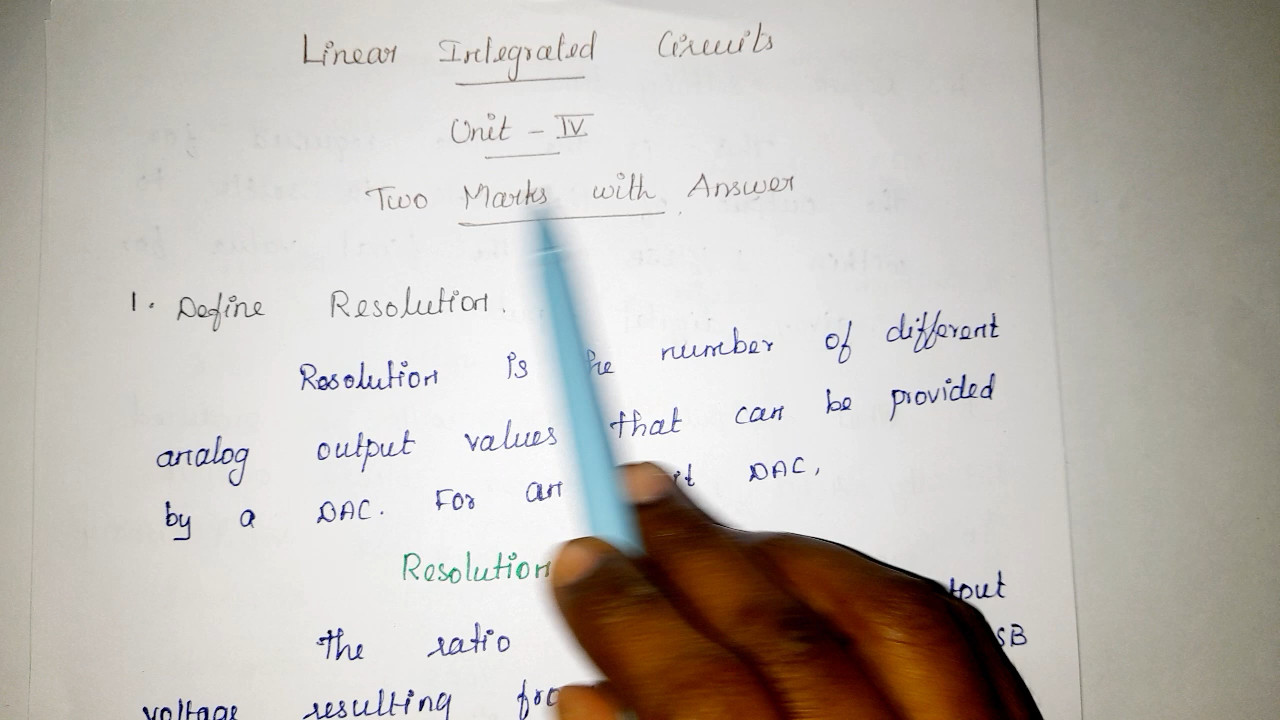 Linear Integrated Circuits
Unit - IV
Two Marks with Answer
1. Define Resolution.
Resolution is the number of different
analog output values that can be provided
by a DAC. For an DAC,
Resolution
The ratio
voltage resulting